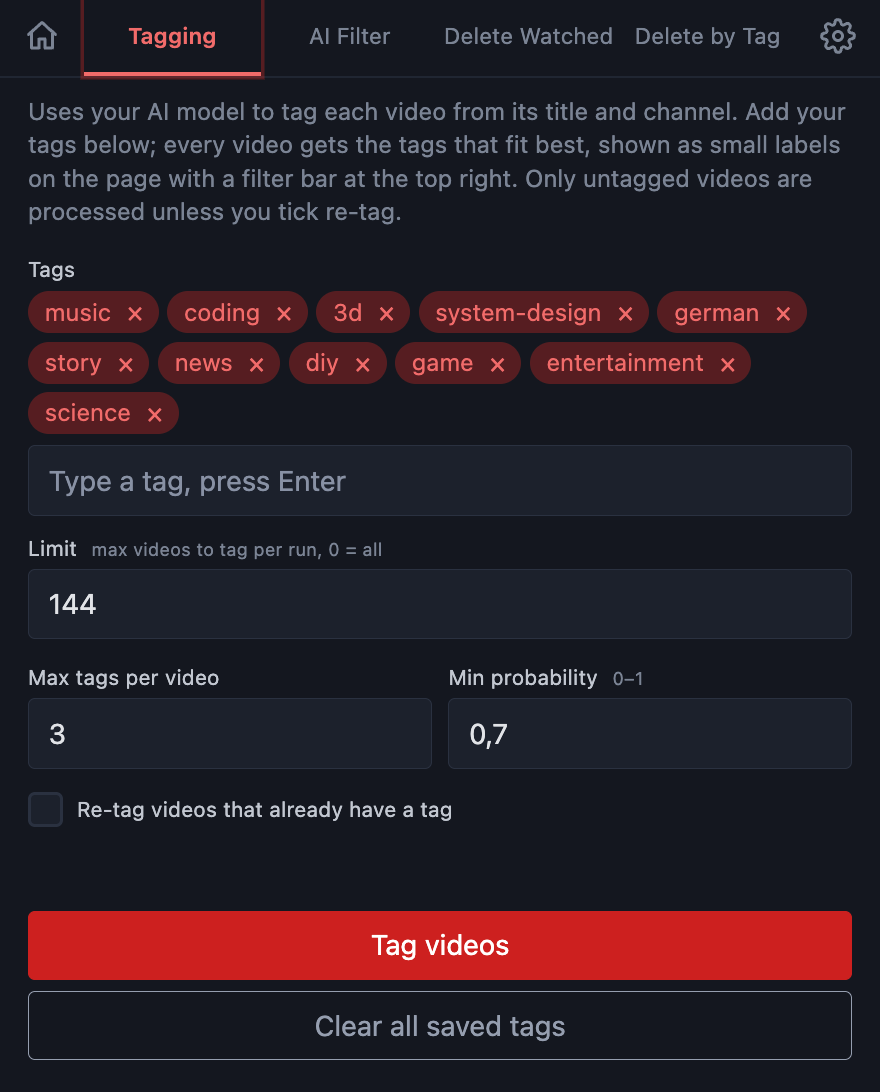 Tagging AI Filter Delete Watched Delete by Tag
Uses your AI model to tag each video from its title and channel. Add your
tags below; every video gets the tags that fit best, shown as small labels
on the page with a filter bar at the top right. Only untagged videos are
processed unless you tick re-tag.
Tags
music × coding × 3d × system-design × german ×
story × news × diy × game × entertainment ×
science ×
Type a tag, press Enter
Limit max videos to tag per run, 0 = all
144
Max tags per video Min probability 0–1
3 0,7
Re-tag videos that already have a tag
Tag videos
Clear all saved tags